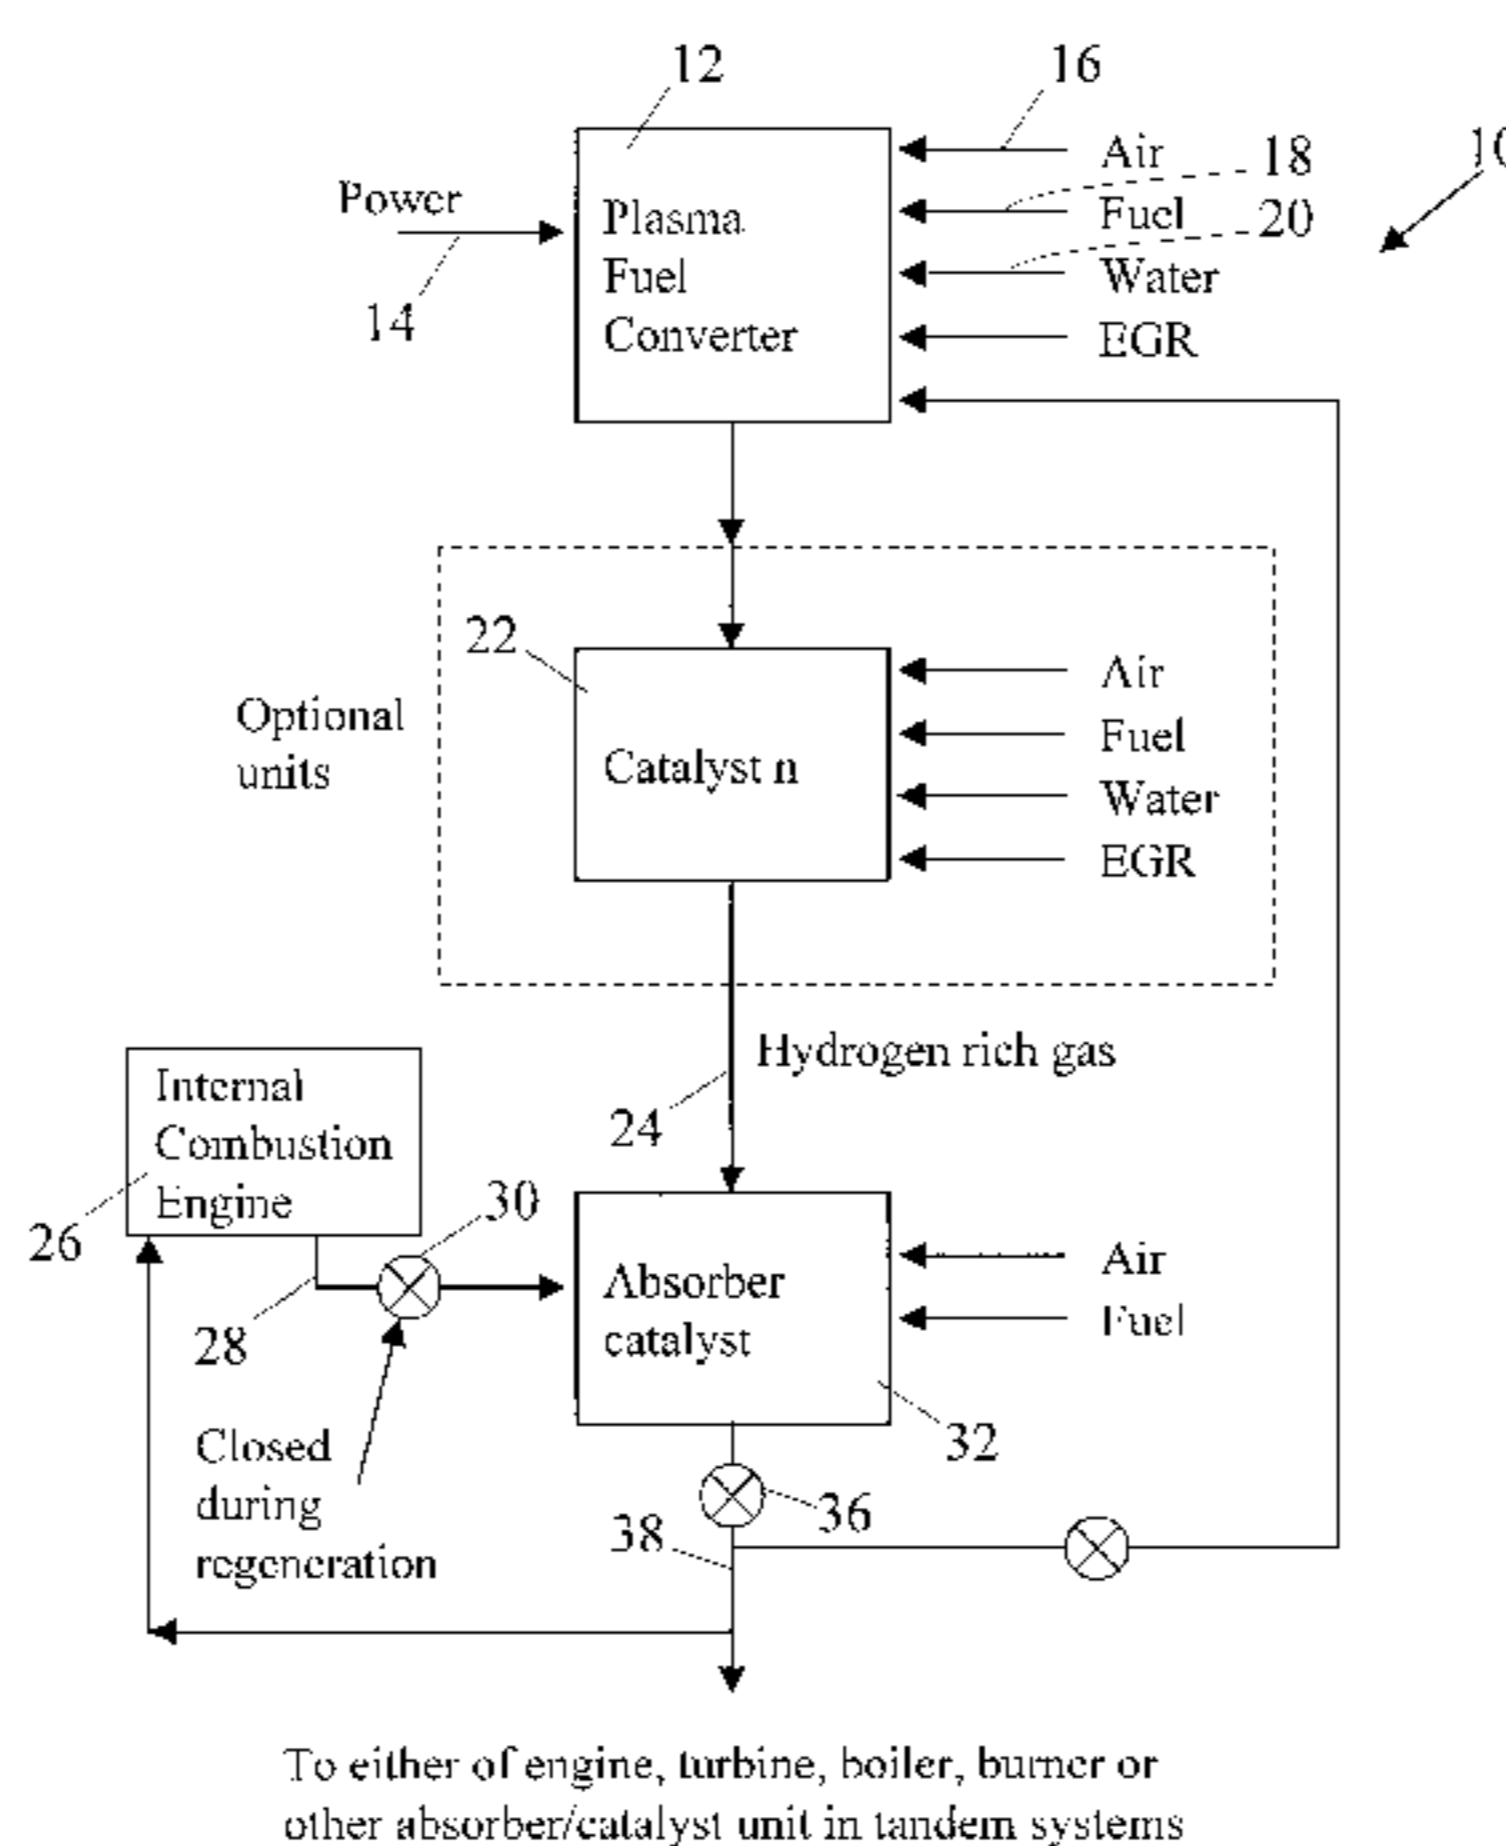 12
16
10
Air
18
Power
Plasma
Fuel
20
Fuel
Water
14
Converter
EGR
22
Air
Optional
units
Fuel
Catalyst n
Water
EGR
Hydrogen rich gas
24
Internal
Combustion
Engine
26
30
28
Absorber
catalyst
Air
Fuel
32
Closed
during
regeneration
36
38
To either of engine, turbine, boiler, burner or
other absorber/catalyst unit in tandem systems